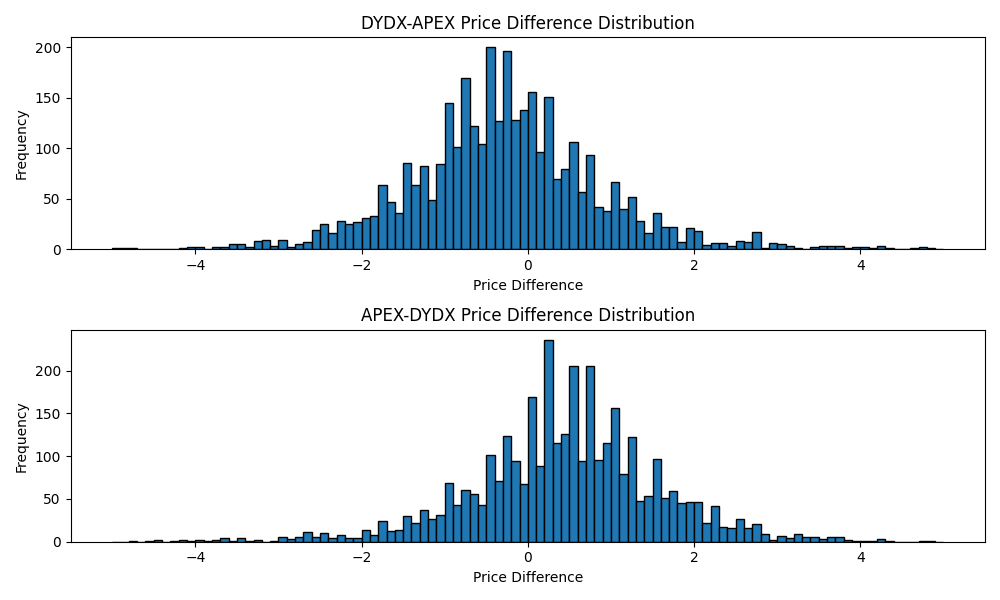 DYDX-APEX Price Difference Distribution
200
150
100
50
0
Frequency
−4 −2 0 2 4
Price Difference
APEX-DYDX Price Difference Distribution
200
150
100
50
0
Frequency
−4 −2 0 2 4
Price Difference